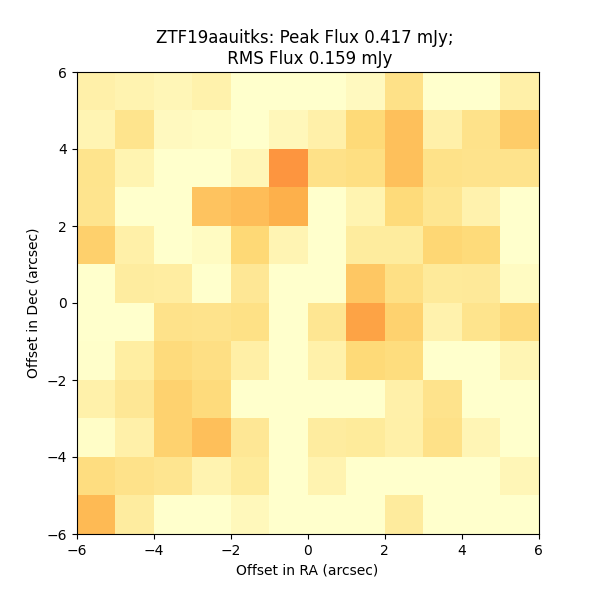 ZTF19aauitks: Peak Flux 0.417 mJy;
RMS Flux 0.159 mJy
6
4
2
0
−2
−4
−6
Offset in Dec (arcsec)
−6 −4 −2 0 2 4 6
Offset in RA (arcsec)